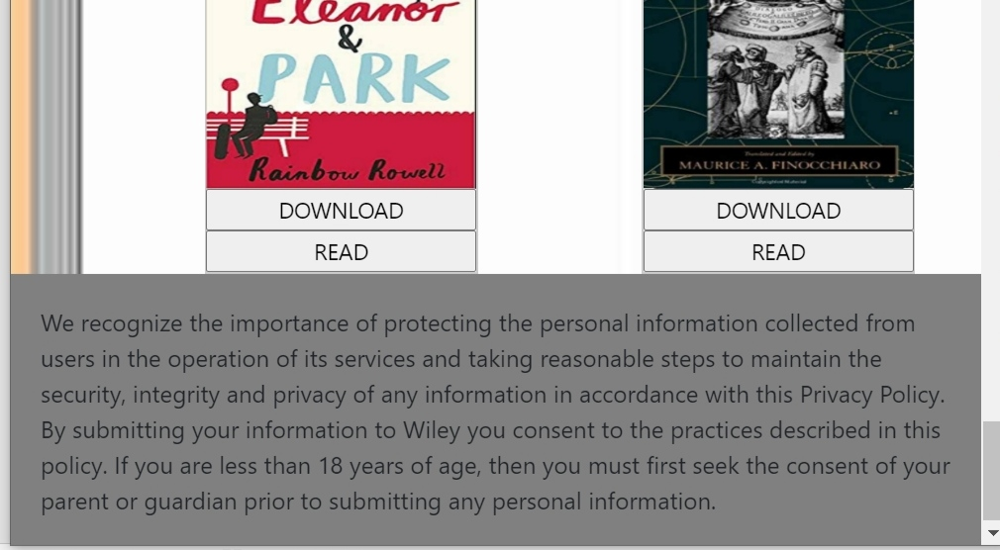 Eleanor
&
PARK
Rainbow Rowell
Translated and Edited by
MAURICE A. FINOCCHIARO
Copyrighted Material
DOWNLOAD
DOWNLOAD
READ
READ
We recognize the importance of protecting the personal information collected from
users in the operation of its services and taking reasonable steps to maintain the
security, integrity and privacy of any information in accordance with this Privacy Policy.
By submitting your information to Wiley you consent to the practices described in this
policy. If you are less than 18 years of age, then you must first seek the consent of your
parent or guardian prior to submitting any personal information.